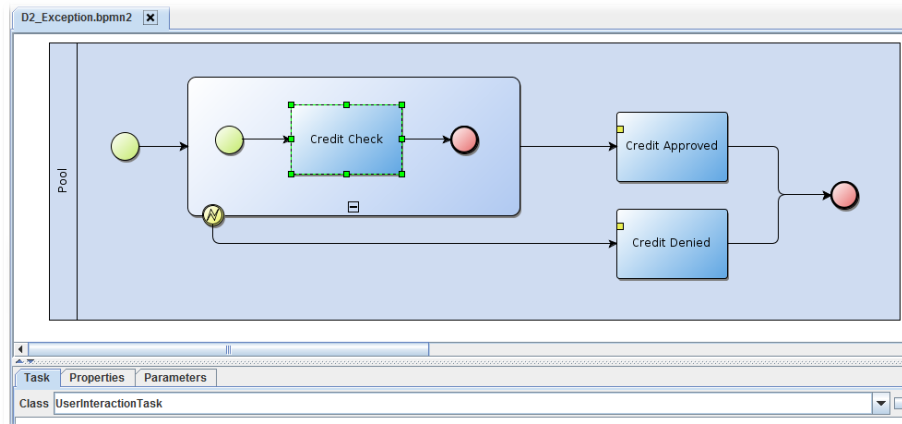 D2_Exception.bpmn2
Pool
Credit Check
Credit Approved
Credit Denied
Task Properties Parameters
Class UserInteractionTask